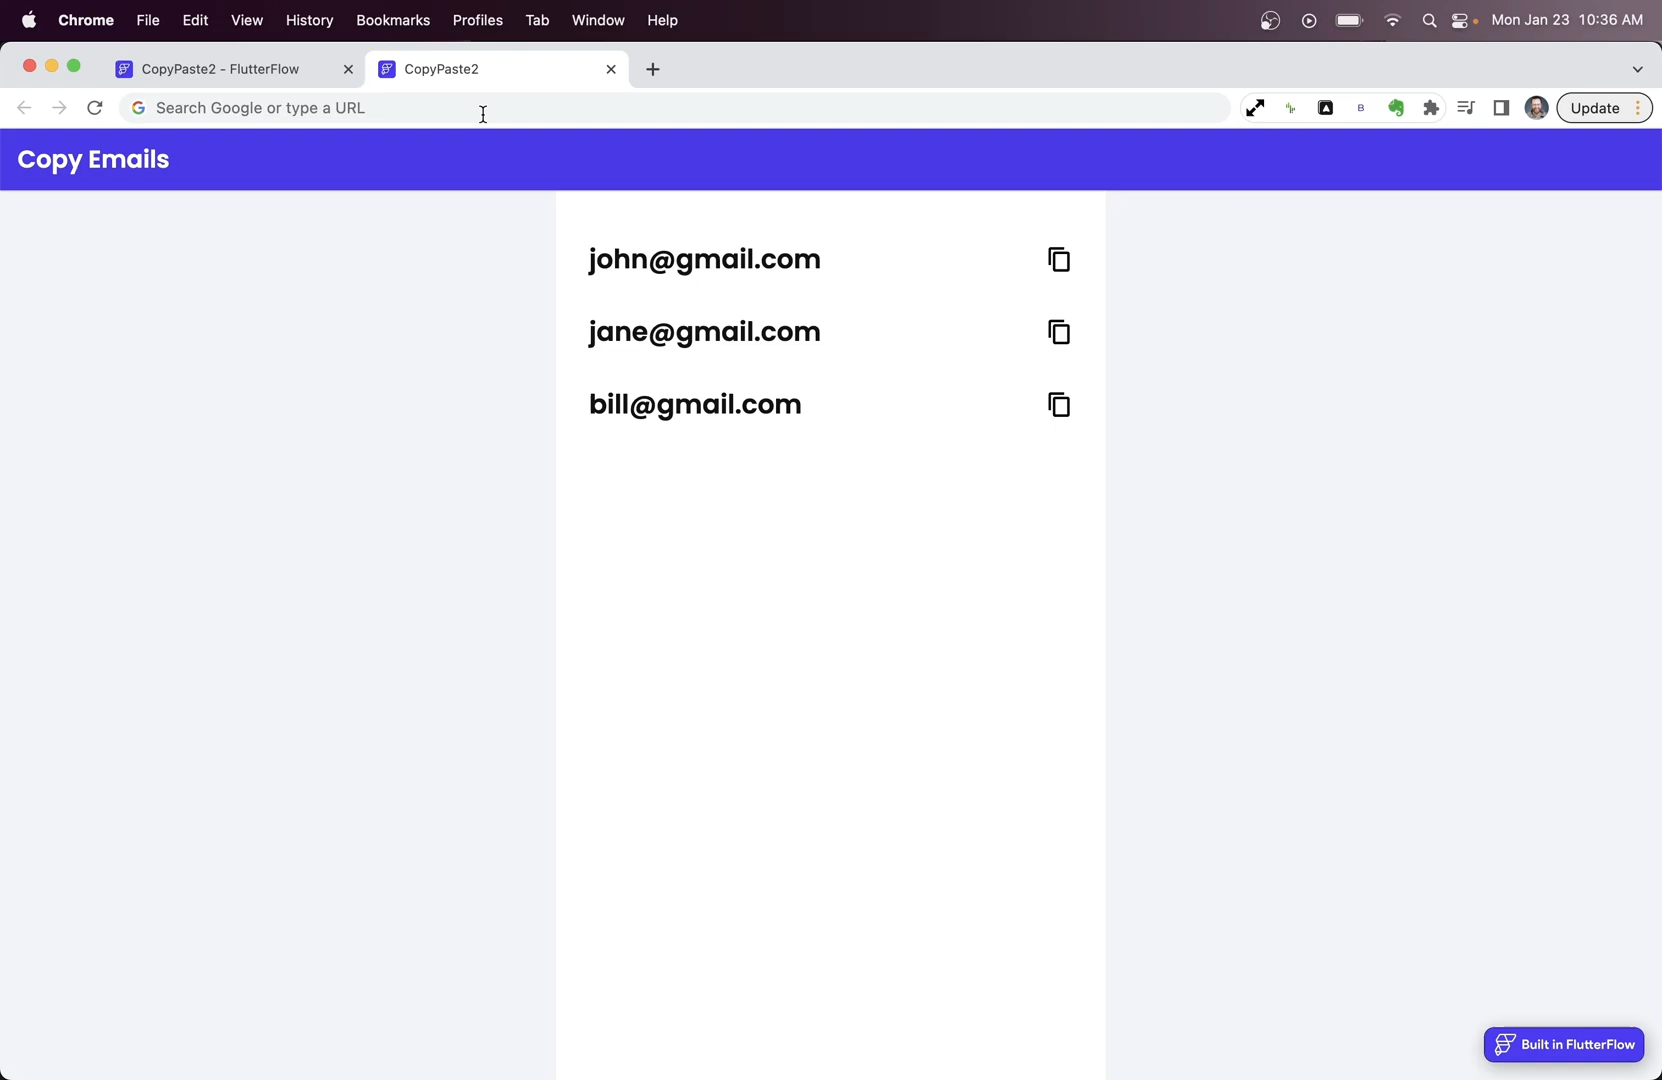 Chrome File Edit View History Bookmarks Profiles Tab Window Help Mon Jan 23 10:36 AM
CopyPaste2 - FlutterFlow CopyPaste2
Search Google or type a URL B Update
Copy Emails
john@gmail.com
jane@gmail.com
bill@gmail.com
Built in FlutterFlow